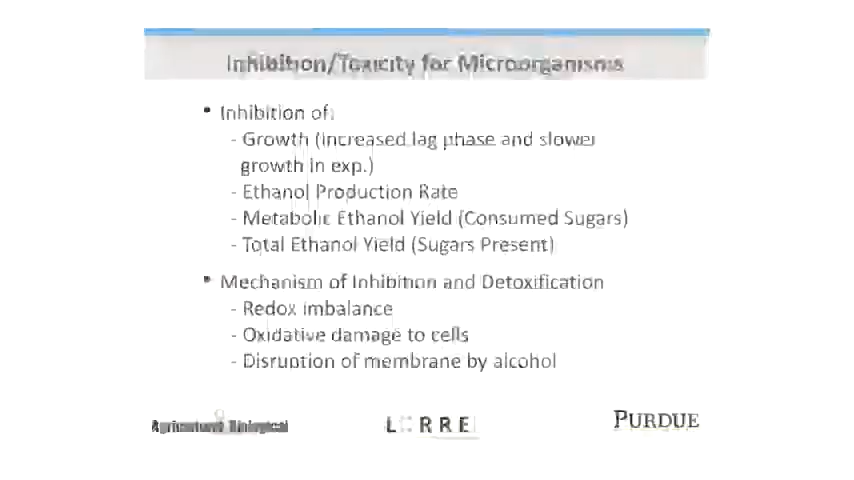 Inhibition/Toxicity for Microorganisms
• Inhibition of:
- Growth (Increased lag phase and slower
growth in exp.)
- Ethanol Production Rate
- Metabolic Ethanol Yield (Consumed Sugars)
- Total Ethanol Yield (Sugars Present)
• Mechanism of Inhibition and Detoxification
- Redox imbalance
- Oxidative damage to cells
- Disruption of membrane by alcohol
Agricultural Biological
PURDUE